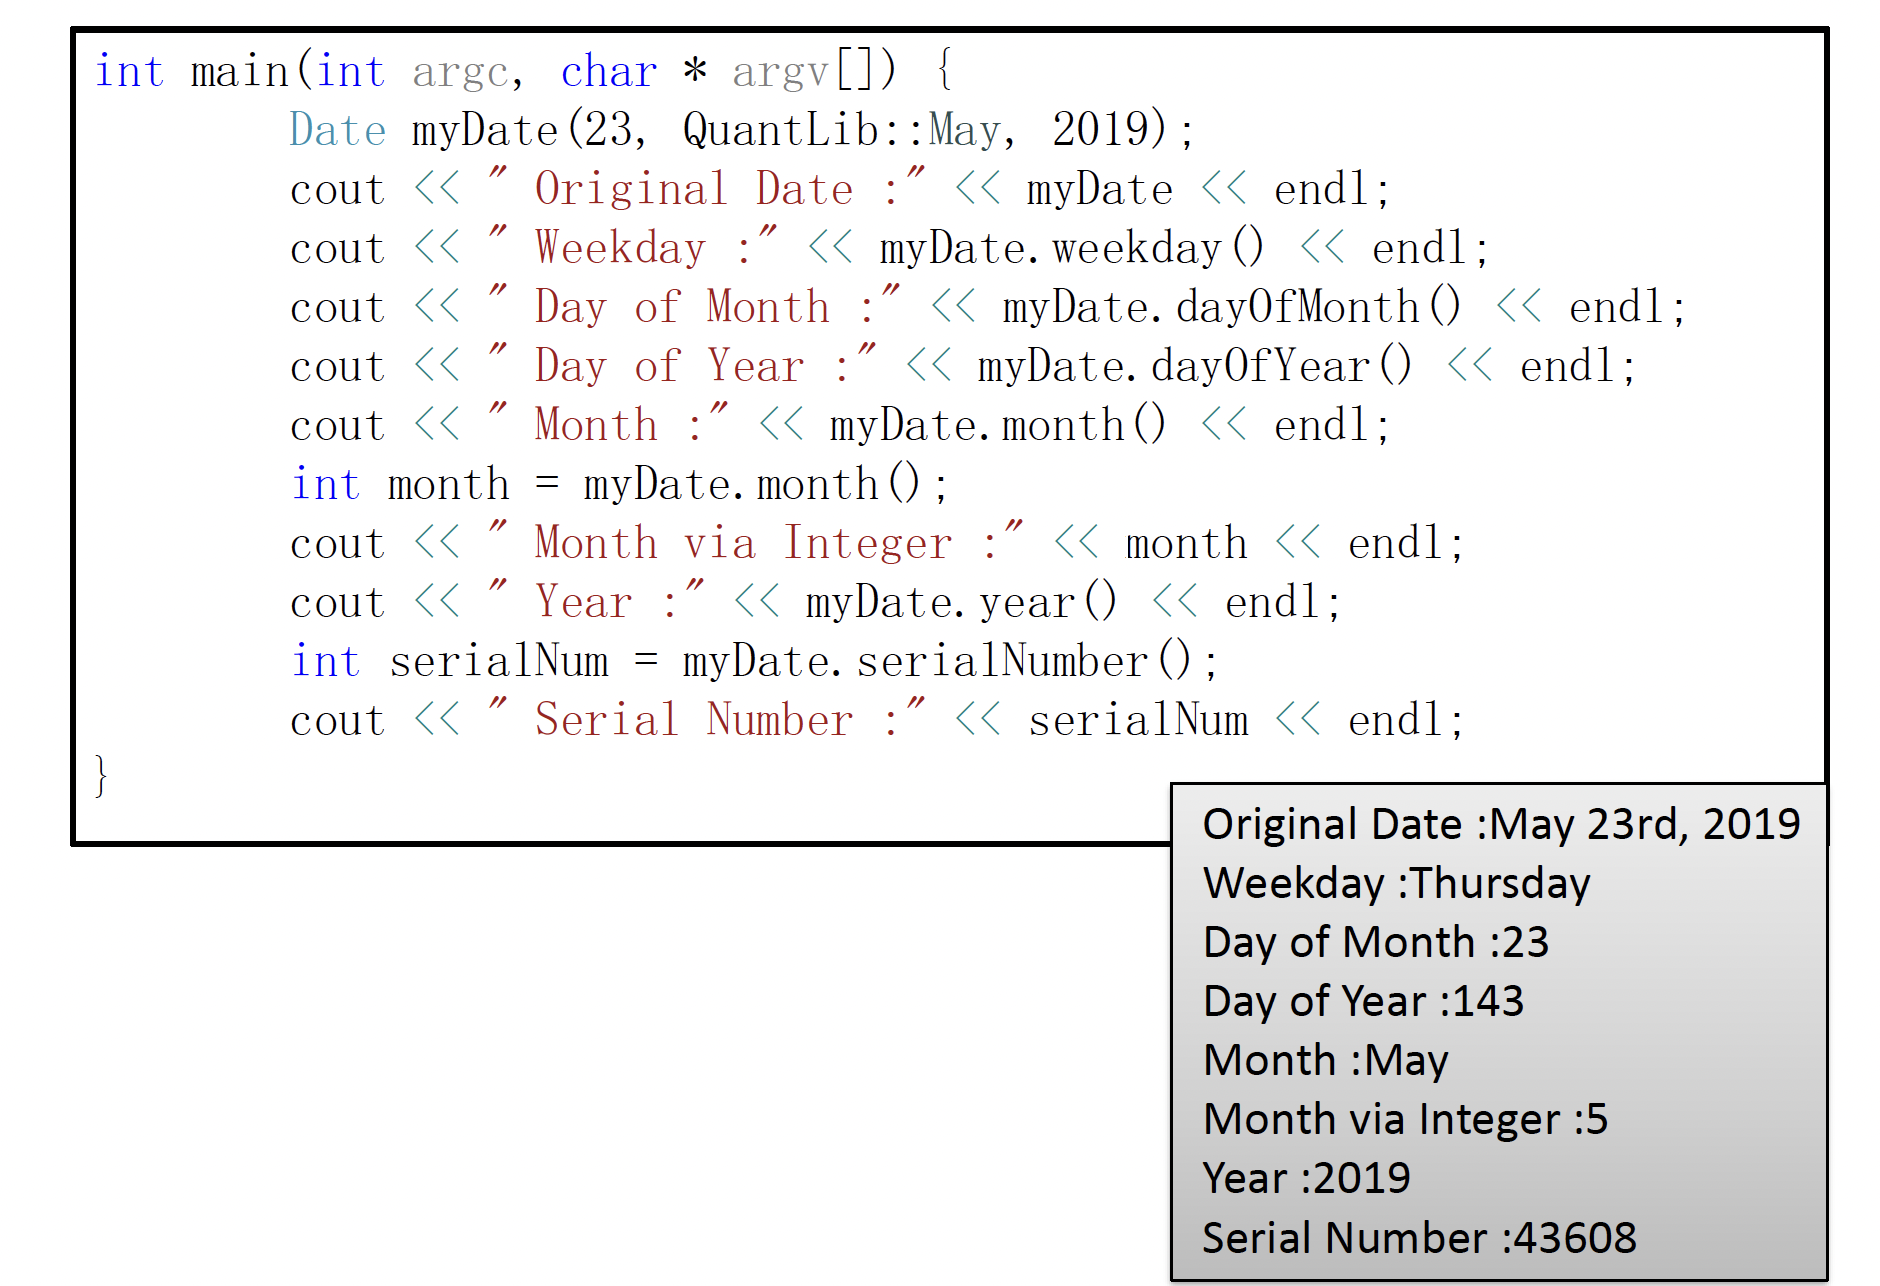 int main(int argc, char * argv[]) {
Date myDate(23, QuantLib::May, 2019);
cout << " Original Date :" << myDate << endl;
cout << " Weekday :" << myDate.weekday() << endl;
cout << " Day of Month :" << myDate.dayOfMonth() << endl;
cout << " Day of Year :" << myDate.dayOfYear() << endl;
cout << " Month :" << myDate.month() << endl;
int month = myDate.month();
cout << " Month via Integer :" << month << endl;
cout << " Year :" << myDate.year() << endl;
int serialNum = myDate.serialNumber();
cout << " Serial Number :" << serialNum << endl;
}
Original Date :May 23rd, 2019
Weekday :Thursday
Day of Month :23
Day of Year :143
Month :May
Month via Integer :5
Year :2019
Serial Number :43608